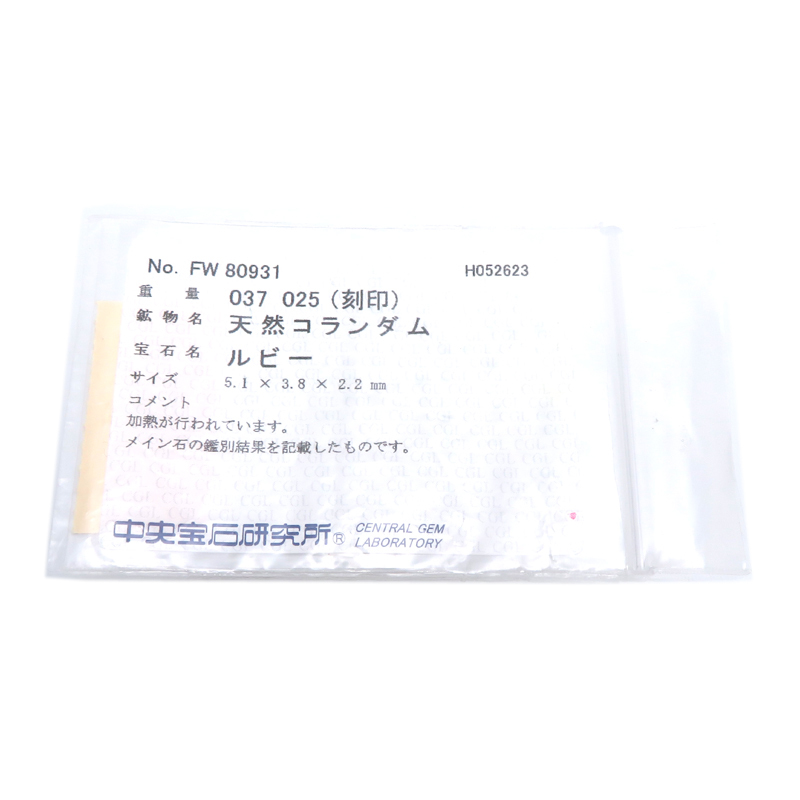 No. FW 80931 H052623
重量 037 025 (刻印)
鉱物名 天然コランダム
宝石名 ルビー
サイズ 5.1 × 3.8 × 2.2 mm
コメント
加熱が行われています。
メイン石の鑑別結果を記載したものです。
中央宝石研究所® CENTRAL GEM
LABORATORY